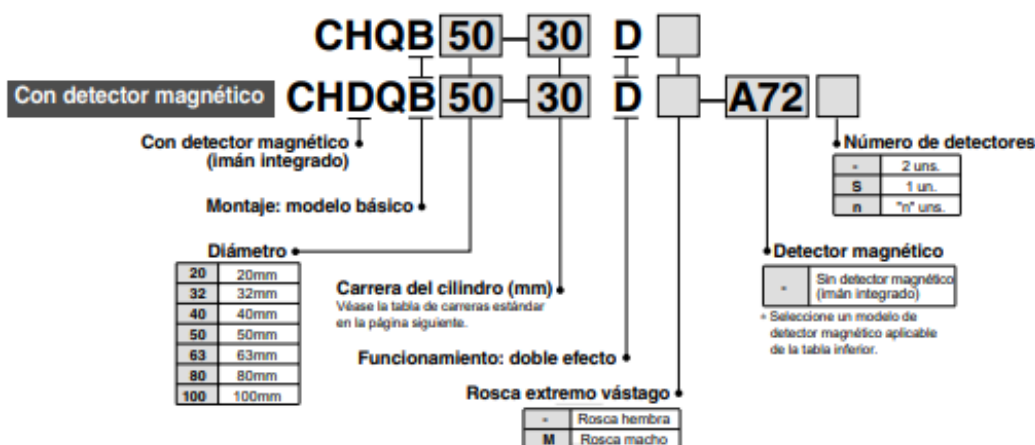 CHQB 50 - 30 D
Con detector magnético CHDQB 50 - 30 D - A72
Con detector magnético
(imán integrado)
Número de detectores
- 2 uns.
S 1 un.
n "n" uns.
Montaje: modelo básico
Diámetro
20 20mm
32 32mm
40 40mm
50 50mm
63 63mm
80 80mm
100 100mm
Carrera del cilindro (mm)
Véase la tabla de carreras estándar
en la página siguiente.
Detector magnético
- Sin detector magnético
(imán integrado)
* Seleccione un modelo de
detector magnético aplicable
de la tabla inferior.
Funcionamiento: doble efecto
Rosca extremo vástago
- Rosca hembra
M Rosca macho